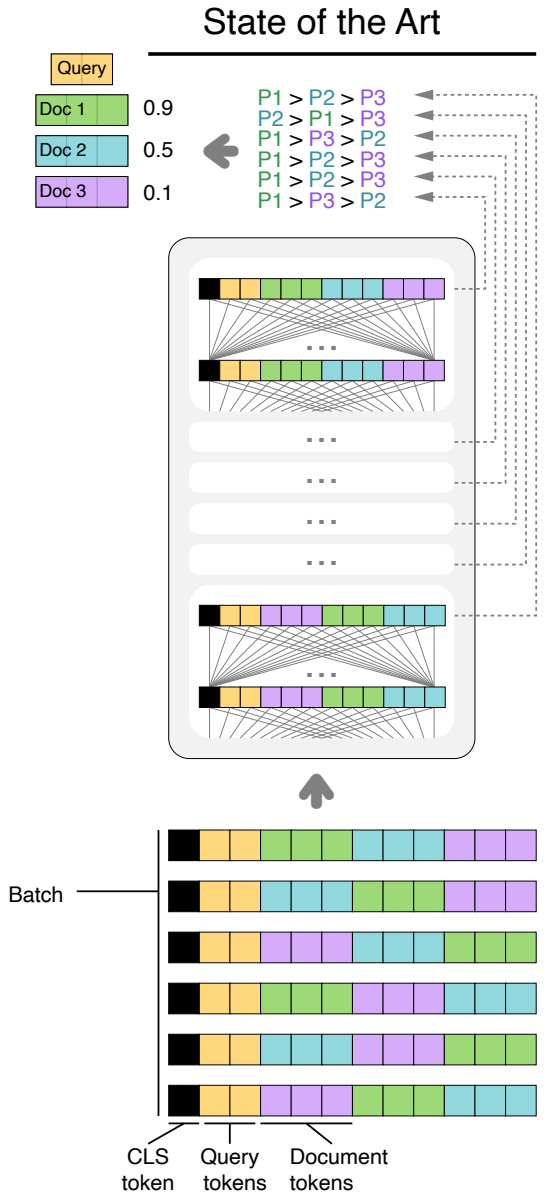 State of the Art
Query
Doc 1 0.9
Doc 2 0.5
Doc 3 0.1
P1 > P2 > P3
P2 > P1 > P3
P1 > P3 > P2
P1 > P2 > P3
P1 > P2 > P3
P1 > P3 > P2
...
...
...
...
...
...
Batch
CLS token
Query tokens
Document tokens